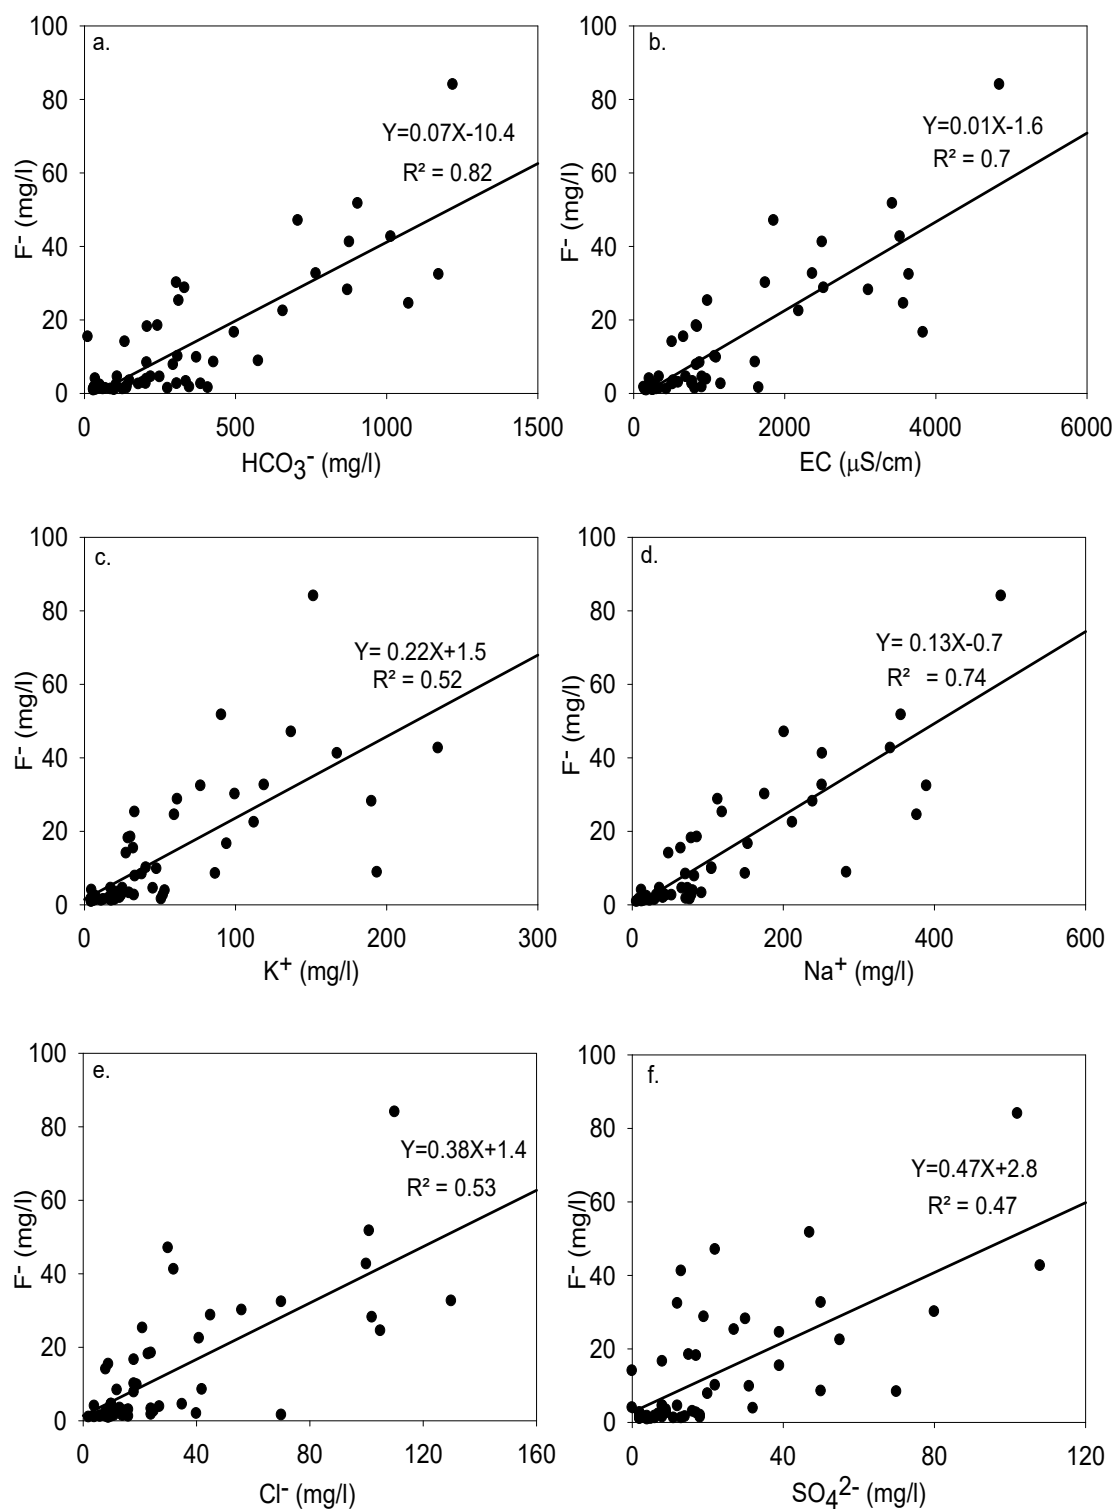 a.
100
80
60
40
20
0
F⁻ (mg/l)
Y=0.07X-10.4
R² = 0.82
0 500 1000 1500
HCO₃⁻ (mg/l)
b.
100
80
60
40
20
0
F⁻ (mg/l)
Y=0.01X-1.6
R² = 0.7
0 2000 4000 6000
EC (μS/cm)
c.
100
80
60
40
20
0
F⁻ (mg/l)
Y= 0.22X+1.5
R² = 0.52
0 100 200 300
K⁺ (mg/l)
d.
100
80
60
40
20
0
F⁻ (mg/l)
Y= 0.13X-0.7
R² = 0.74
0 200 400 600
Na⁺ (mg/l)
e.
100
80
60
40
20
0
F⁻ (mg/l)
Y=0.38X+1.4
R² = 0.53
0 40 80 120 160
Cl⁻ (mg/l)
f.
100
80
60
40
20
0
F⁻ (mg/l)
Y=0.47X+2.8
R² = 0.47
0 40 80 120
SO₄²⁻ (mg/l)